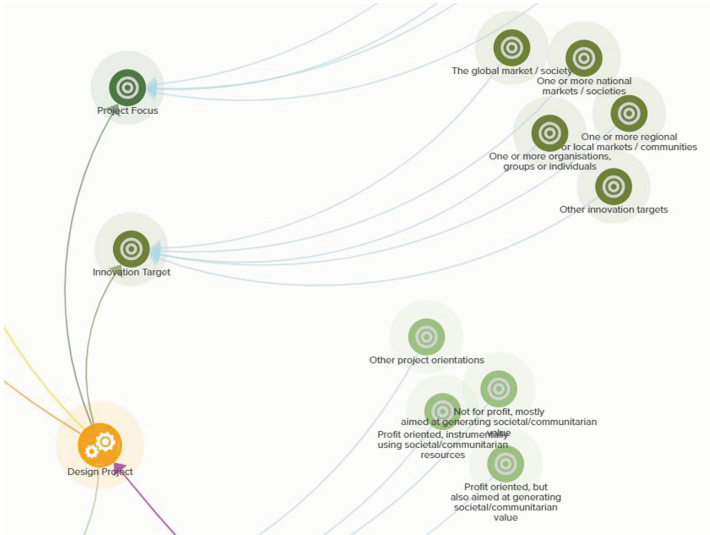 Project Focus
The global market / society
One or more national
markets / societies
One or more regional
or local markets / communities
One or more organisations,
groups or individuals
Other innovation targets
Innovation Target
Other project orientations
Not for profit, mostly
aimed at generating societal/communitarian
value
Profit oriented, instrumentally
using societal/communitarian
resources
Design Project
Profit oriented, but
also aimed at generating
societal/communitarian
value